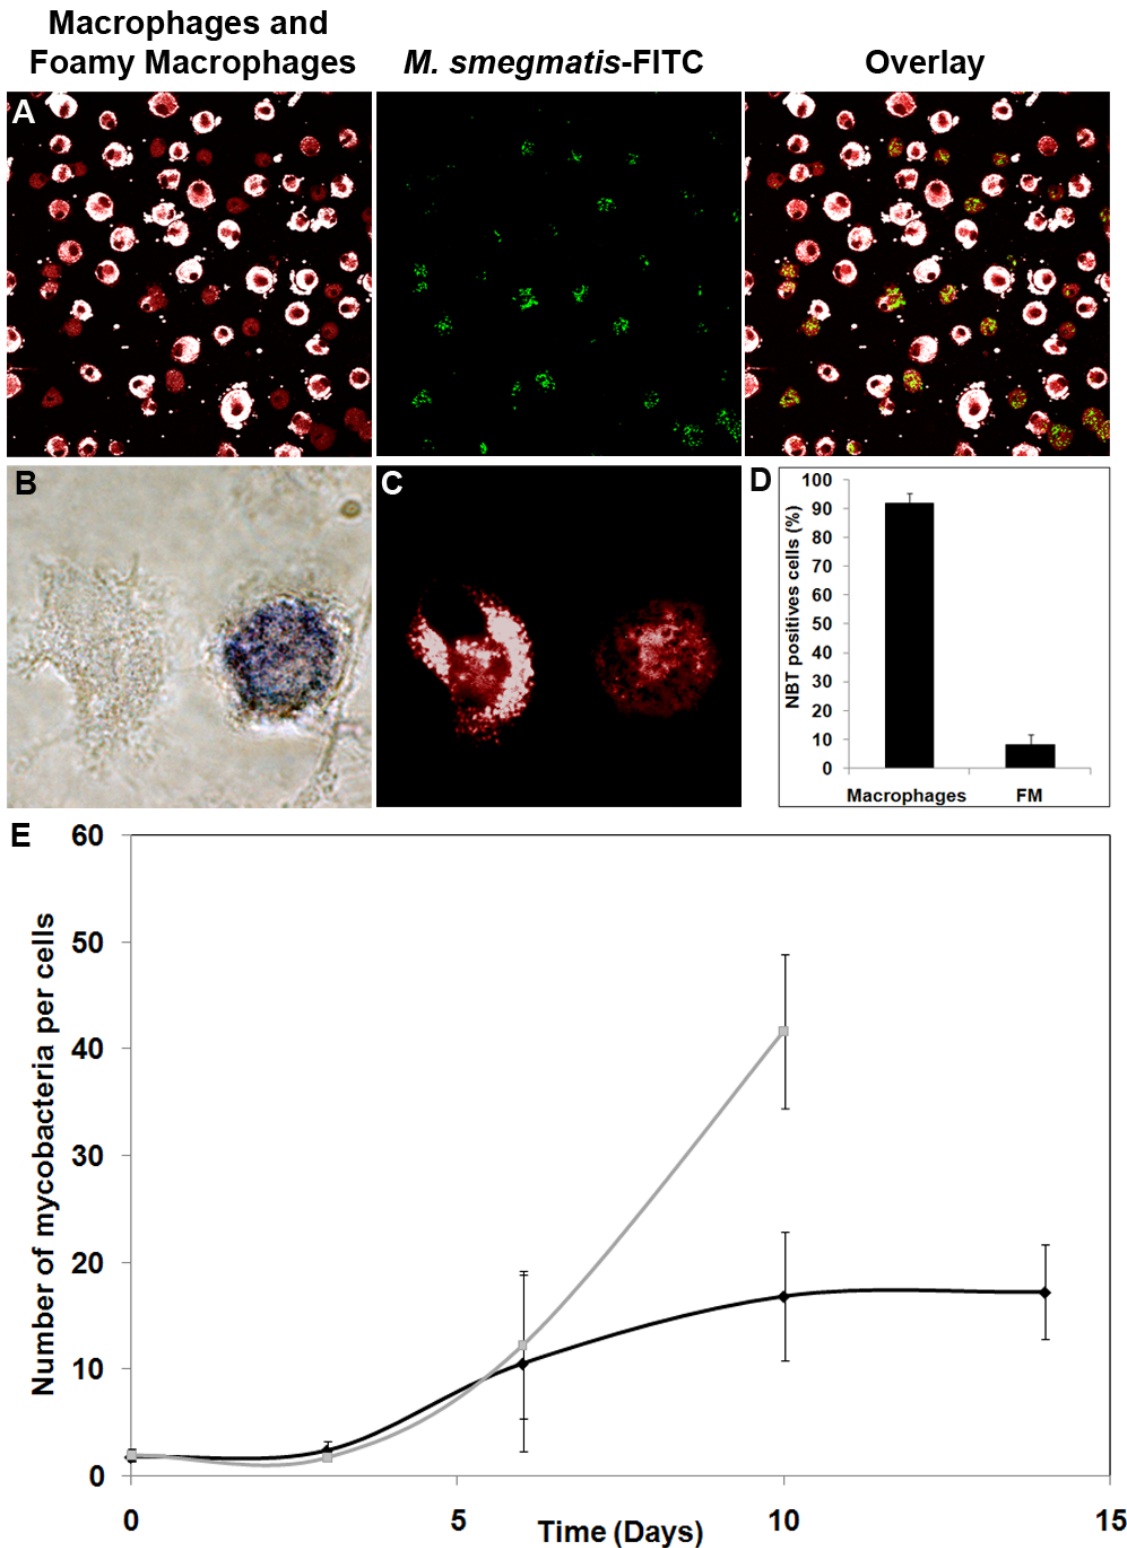 Macrophages and
Foamy Macrophages
M. smegmatis-FITC
Overlay
A
B
C
D
NBT positives cells (%)
100
90
80
70
60
50
40
30
20
10
0
Macrophages
FM
E
Number of mycobacteria per cells
60
50
40
30
20
10
0
0
5
10
15
Time (Days)